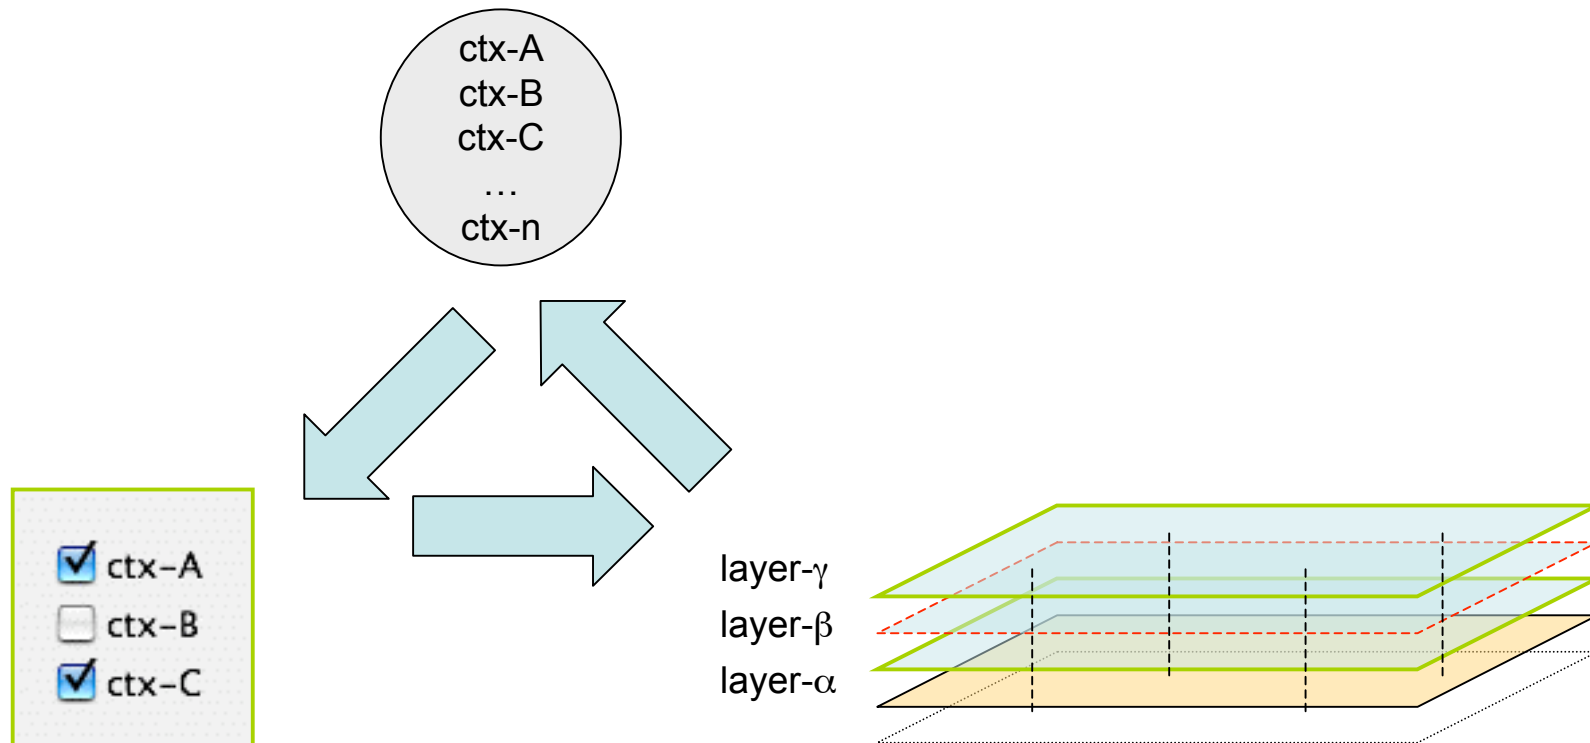 ctx-A
ctx-B
ctx-C
…
ctx-n
ctx-A
ctx-B
ctx-C
layer-γ
layer-β
layer-α